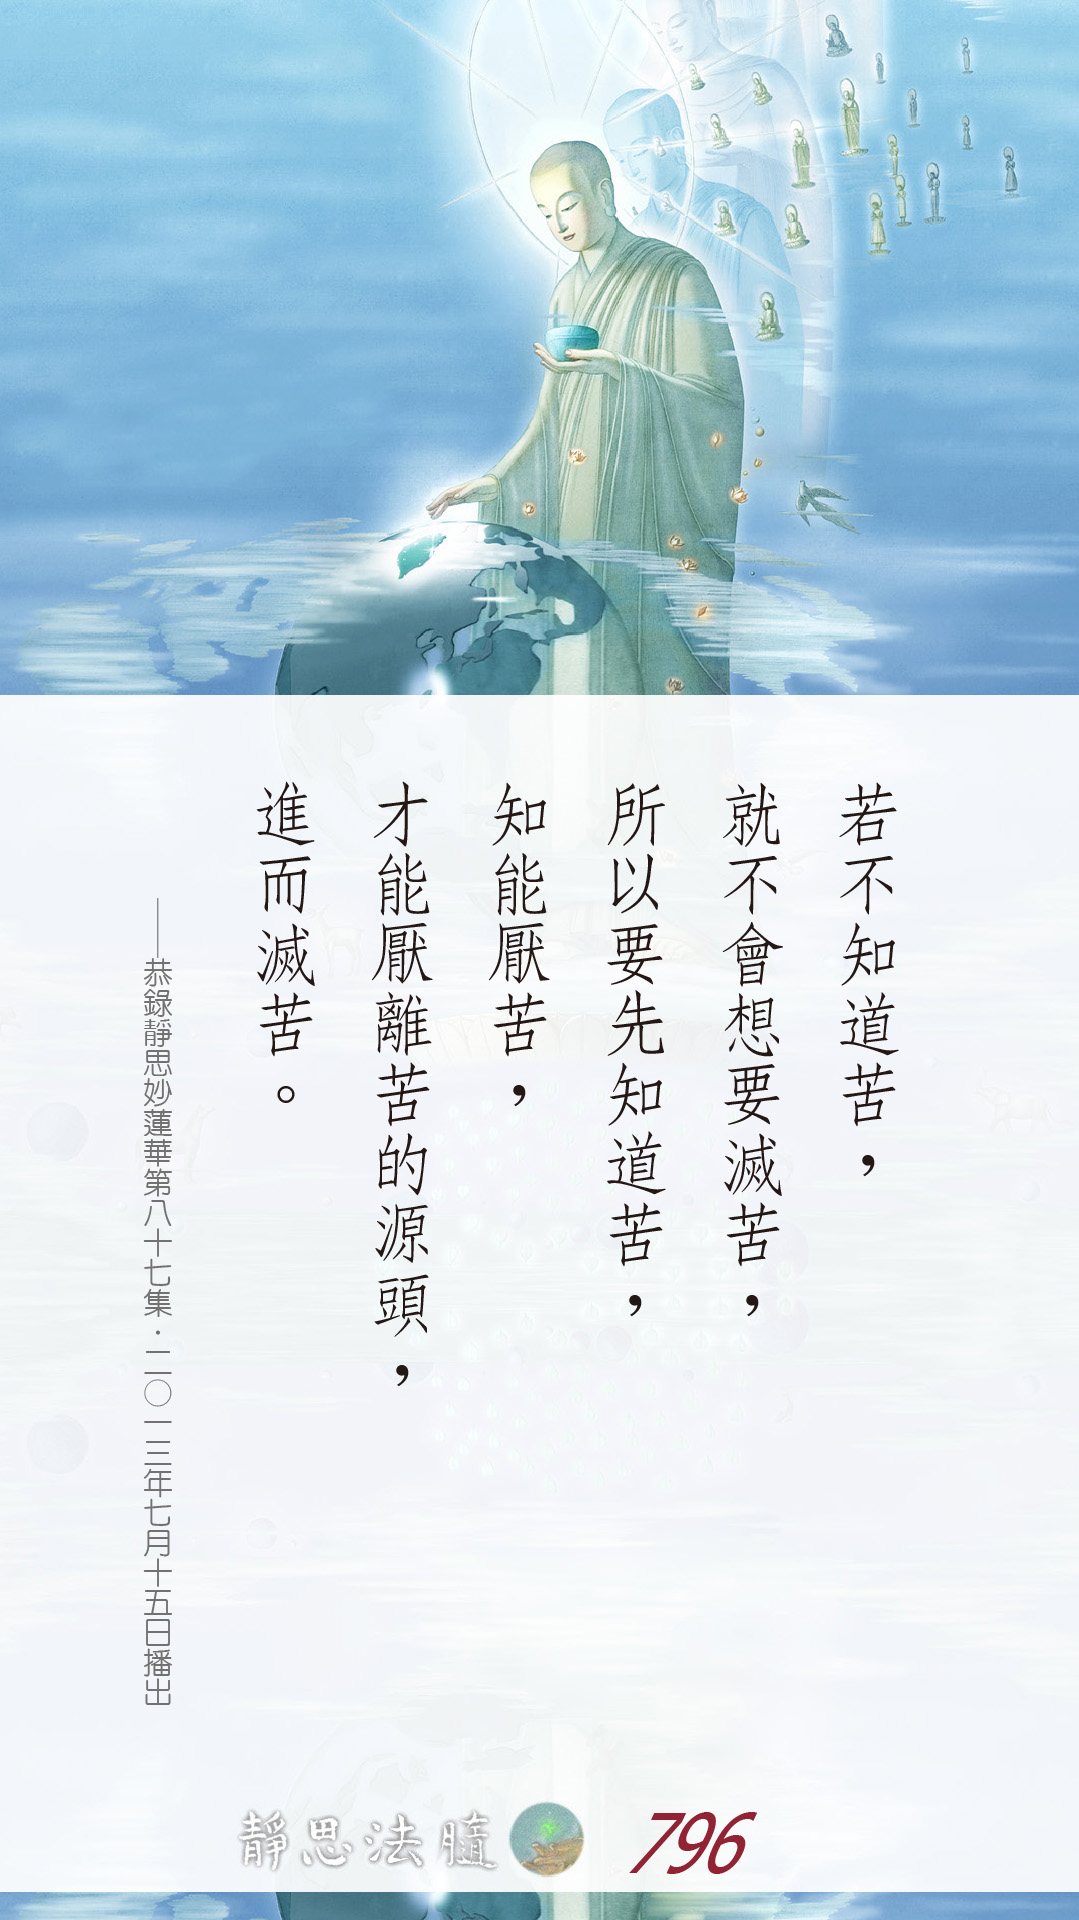 若不知道苦，
就不會想要滅苦，
所以要先知道苦，
知能厭苦，
才能厭離苦的源頭，
進而滅苦。
——恭錄靜思妙蓮華第八十七集．二〇一三年七月十五日播出
靜思法髓
796